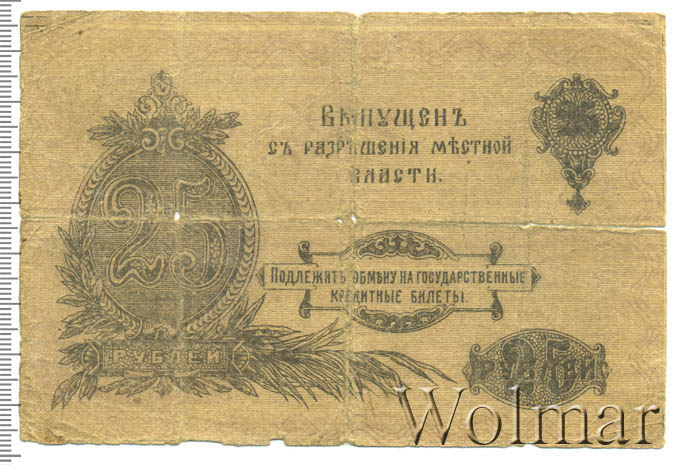 Выпущенъ
съ разрѣшенія мѣстной
власти.
25
рублей
Подлежитъ обмѣну на государственные
кредитные билеты.
25
рублей
Wolmar